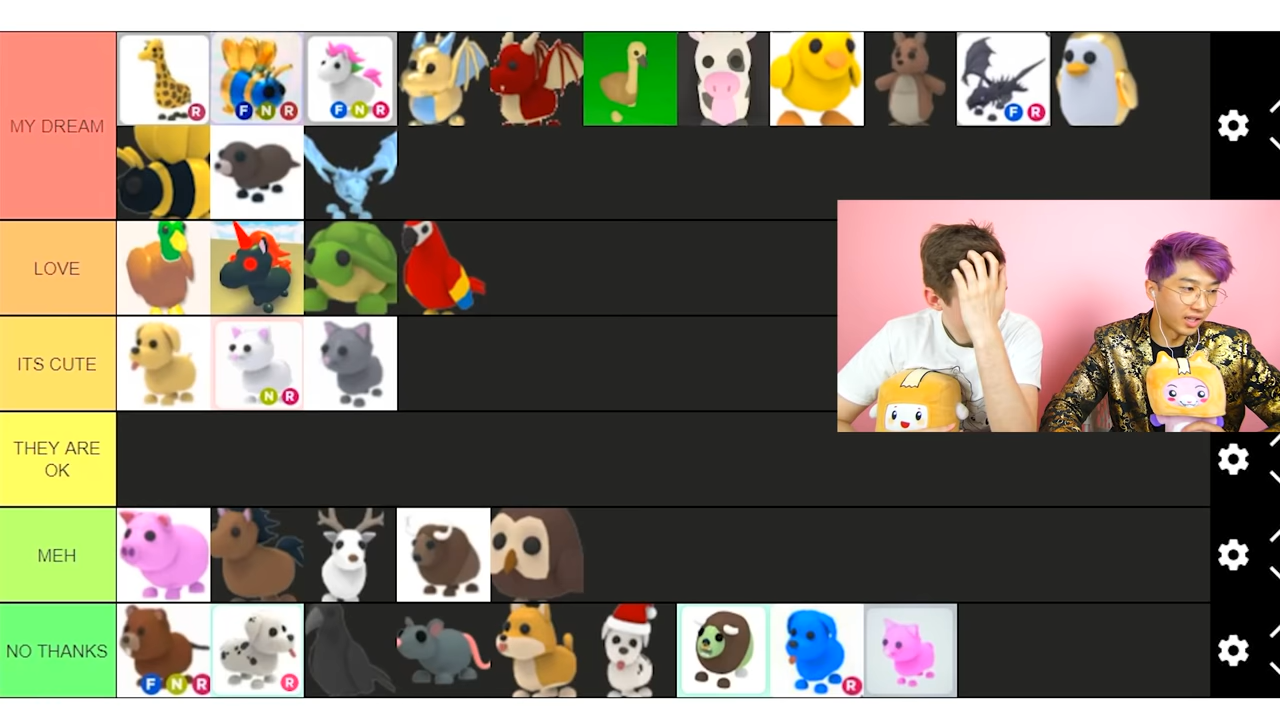 MY DREAM
R
F N R
F N R
F R
LOVE
ITS CUTE
N R
THEY ARE
OK
MEH
NO THANKS
F N R
R
R